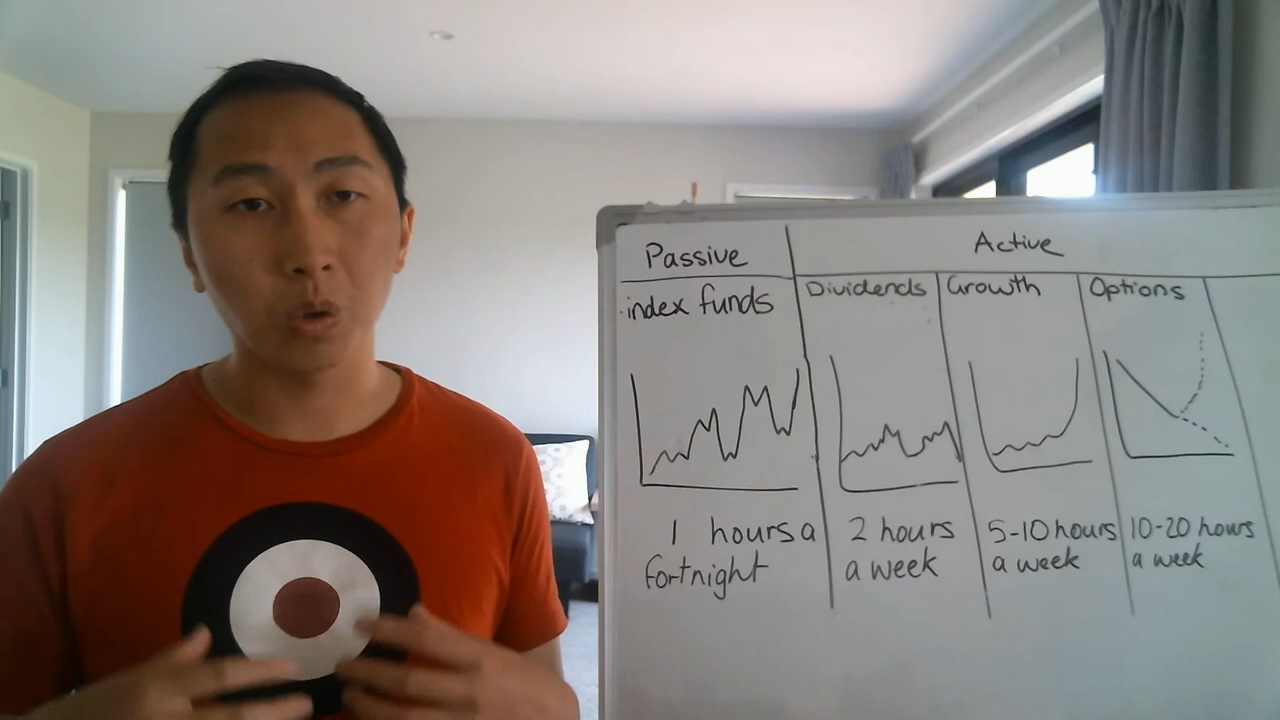 Passive
Active
index funds
Dividends
Growth
Options
1 hours a
fortnight
2 hours
a week
5-10 hours
a week
10-20 hours
a week